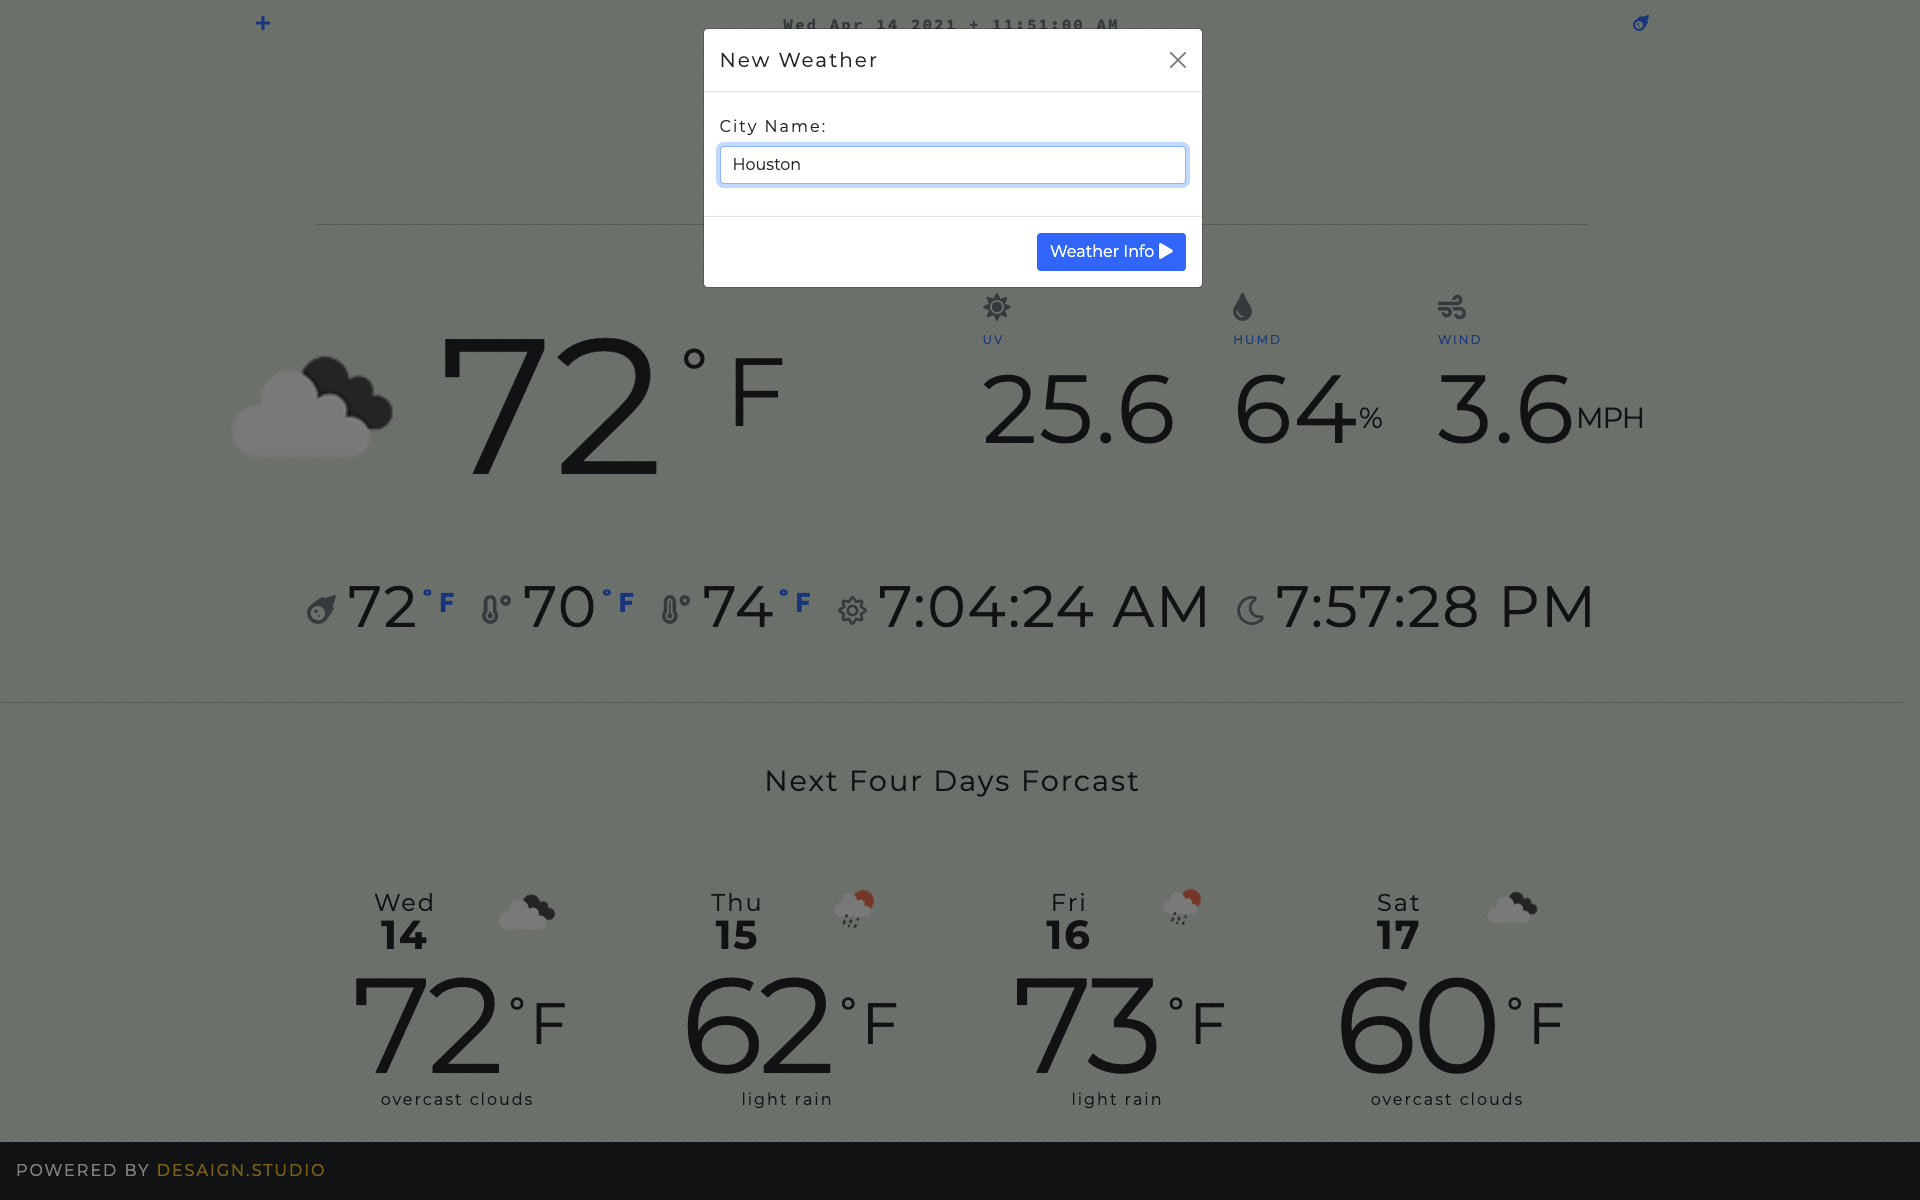 Wed Apr 14 2021 + 11:51:00 AM
New Weather
City Name:
Houston
Weather Info
UV
HUMD
WIND
72 °F
25.6
64%
3.6MPH
72°F 70°F 74°F 7:04:24 AM 7:57:28 PM
Next Four Days Forcast
Wed
14
72°F
overcast clouds
Thu
15
62°F
light rain
Fri
16
73°F
light rain
Sat
17
60°F
overcast clouds
POWERED BY DESAIGN.STUDIO